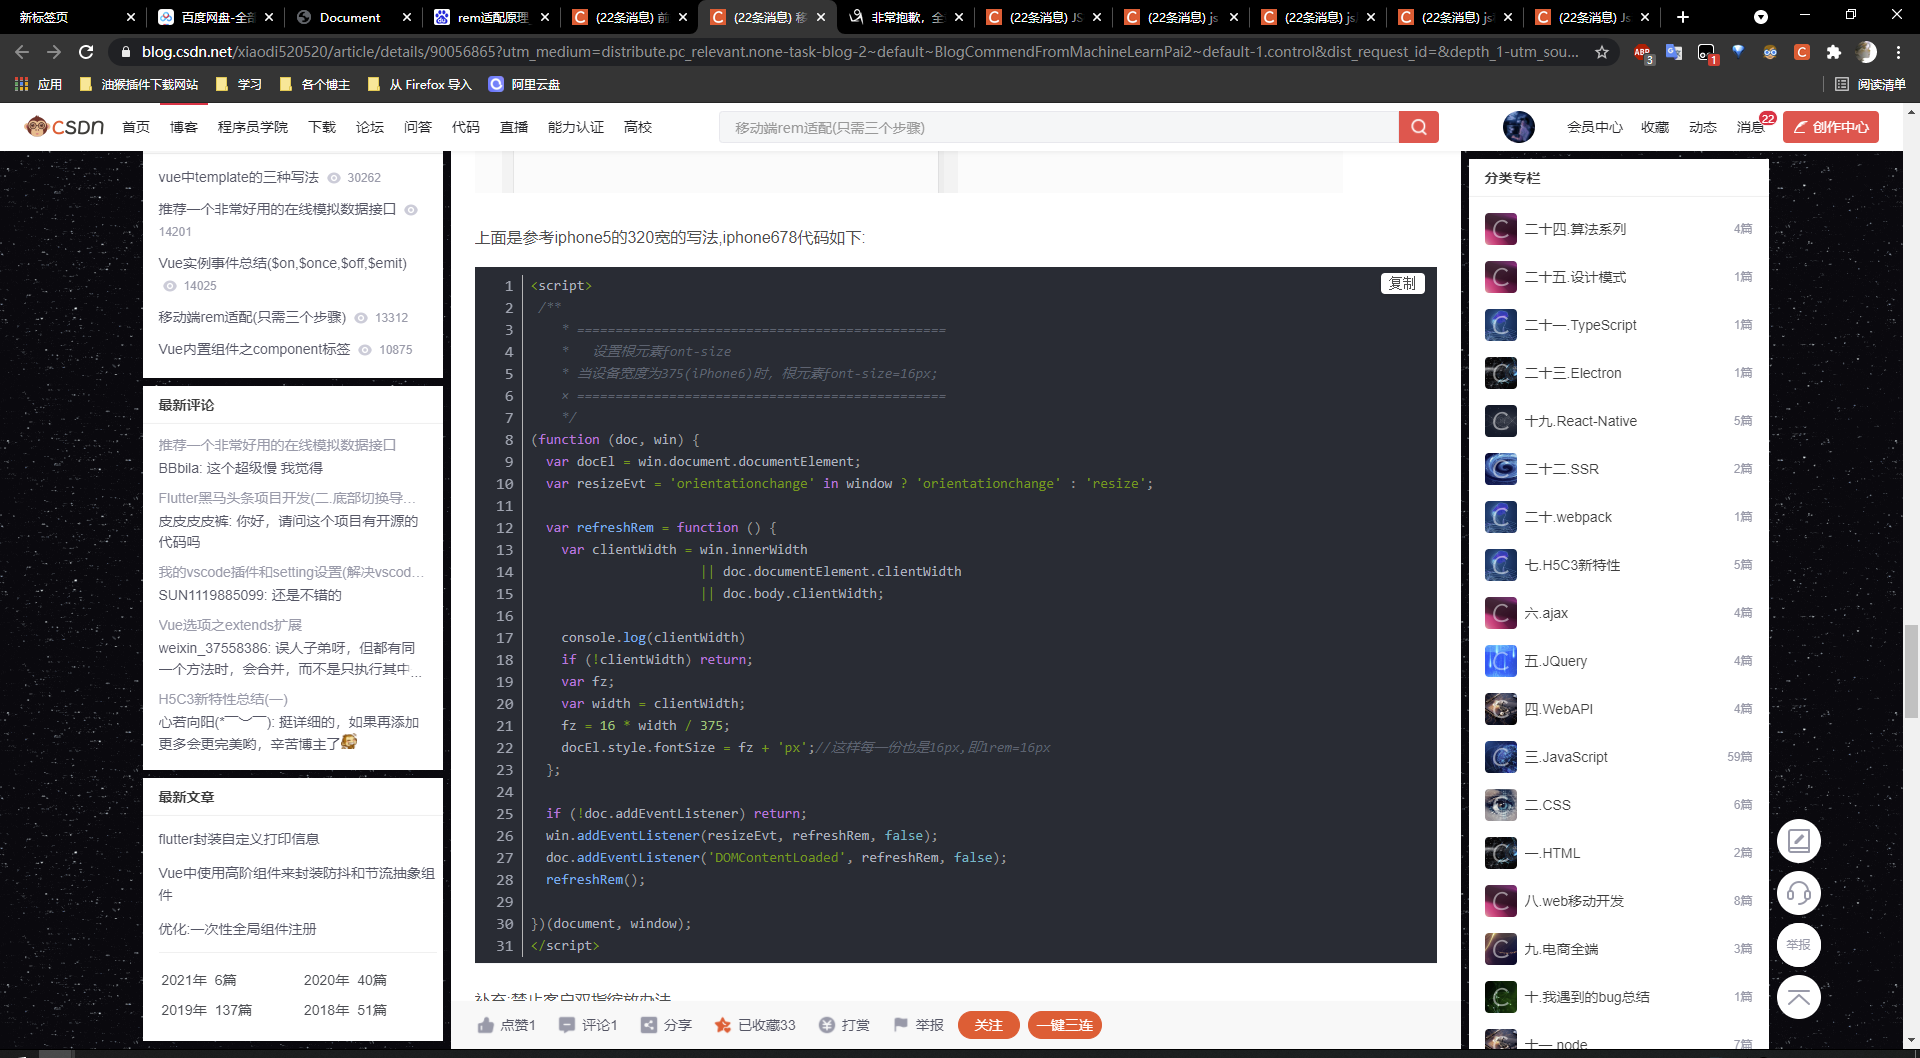 新标签页
百度网盘-全部
Document
rem适配原理
(22条消息) 前
(22条消息) 移
非常抱歉，全
(22条消息) JS
(22条消息) js
(22条消息) js
(22条消息) js
(22条消息) J
blog.csdn.net/xiaodi520520/article/details/90056865?utm_medium=distribute.pc_relevant.none-task-blog-2~default~BlogCommendFromMachineLearnPai2~default-1.control&dist_request_id=&depth_1-utm_sou...
应用 油猴插件下载网站 学习 各个博主 从 Firefox 导入 阿里云盘 阅读清单
CSDN 首页 博客 程序员学院 下载 论坛 问答 代码 直播 能力认证 高校 移动端rem适配(只需三个步骤) 会员中心 收藏 动态 消息 22 创作中心
vue中template的三种写法 30262
推荐一个非常好用的在线模拟数据接口
14201
Vue实例事件总结($on,$once,$off,$emit)
14025
移动端rem适配(只需三个步骤) 13312
Vue内置组件之component标签 10875
最新评论
推荐一个非常好用的在线模拟数据接口
BBbila: 这个超级慢 我觉得
Flutter黑马头条项目开发(二.底部切换导...
皮皮皮皮裤: 你好，请问这个项目有开源的
代码吗
我的vscode插件和setting设置(解决vscod...
SUN1119885099: 还是不错的
Vue选项之extends扩展
weixin_37558386: 误人子弟呀，但都有同
一个方法时，会合并，而不是只执行其中...
H5C3新特性总结(一)
心若向阳(*￣︶￣): 挺详细的，如果再添加
更多会更完美哟，辛苦博主了
最新文章
flutter封装自定义打印信息
Vue中使用高阶组件来封装防抖和节流抽象组
件
优化:一次性全局组件注册
2021年 6篇 2020年 40篇
2019年 137篇 2018年 51篇
上面是参考iphone5的320宽的写法,iphone678代码如下:
复制
1 <script>
2 /**
3 * ================================================
4 * 设置根元素font-size
5 * 当设备宽度为375(iPhone6)时，根元素font-size=16px;
6 × ================================================
7 */
8 (function (doc, win) {
9 var docEl = win.document.documentElement;
10 var resizeEvt = 'orientationchange' in window ? 'orientationchange' : 'resize';
11
12 var refreshRem = function () {
13 var clientWidth = win.innerWidth
14 || doc.documentElement.clientWidth
15 || doc.body.clientWidth;
16
17 console.log(clientWidth)
18 if (!clientWidth) return;
19 var fz;
20 var width = clientWidth;
21 fz = 16 * width / 375;
22 docEl.style.fontSize = fz + 'px';//这样每一份也是16px,即1rem=16px
23 };
24
25 if (!doc.addEventListener) return;
26 win.addEventListener(resizeEvt, refreshRem, false);
27 doc.addEventListener('DOMContentLoaded', refreshRem, false);
28 refreshRem();
29
30 })(document, window);
31 </script>
补充:禁止客户双指缩放办法
点赞1 评论1 分享 已收藏33 打赏 举报 关注 一键三连
分类专栏
二十四.算法系列 4篇
二十五.设计模式 1篇
二十一.TypeScript 1篇
二十三.Electron 1篇
十九.React-Native 5篇
二十二.SSR 2篇
二十.webpack 1篇
七.H5C3新特性 5篇
六.ajax 4篇
五.JQuery 4篇
四.WebAPI 4篇
三.JavaScript 59篇
二.CSS 6篇
一.HTML 2篇
八.web移动开发 8篇
九.电商全端 3篇
十.我遇到的bug总结 1篇
十一.node 7篇
举报